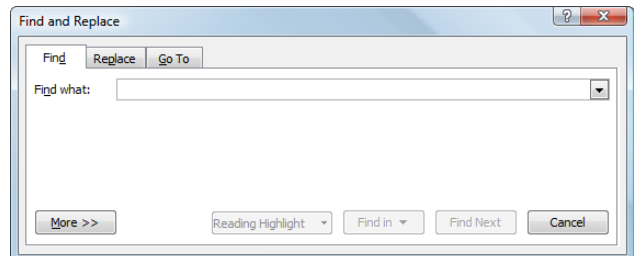 Find and Replace
Find Replace Go To
Find what:
More >> Reading Highlight Find in Find Next Cancel